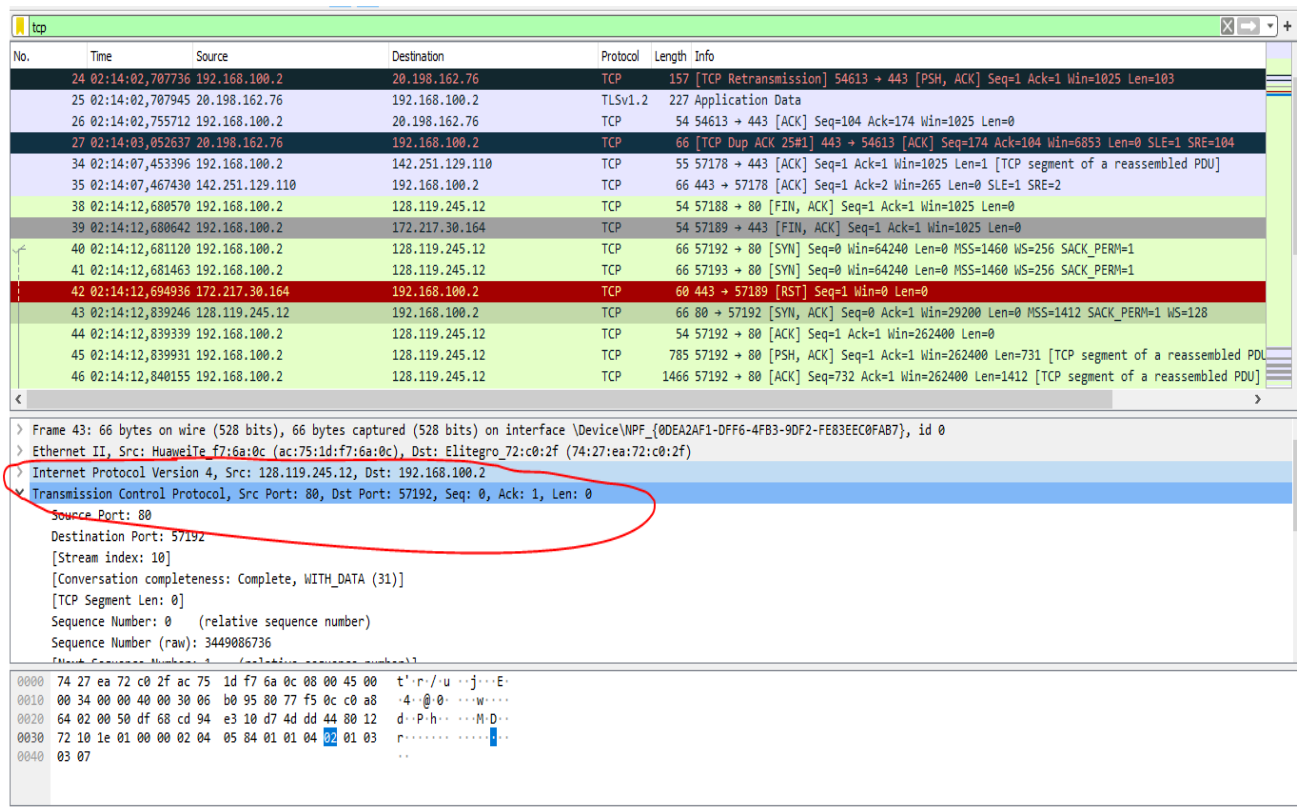 tcp
No. Time Source Destination Protocol Length Info
24 02:14:02,707736 192.168.100.2 20.198.162.76 TCP 157 [TCP Retransmission] 54613 → 443 [PSH, ACK] Seq=1 Ack=1 Win=1025 Len=103
25 02:14:02,707945 20.198.162.76 192.168.100.2 TLSv1.2 227 Application Data
26 02:14:02,755712 192.168.100.2 20.198.162.76 TCP 54 54613 → 443 [ACK] Seq=104 Ack=174 Win=1025 Len=0
27 02:14:03,052637 20.198.162.76 192.168.100.2 TCP 66 [TCP Dup ACK 25#1] 443 → 54613 [ACK] Seq=174 Ack=104 Win=6853 Len=0 SLE=1 SRE=104
34 02:14:07,453396 192.168.100.2 142.251.129.110 TCP 55 57178 → 443 [ACK] Seq=1 Ack=1 Win=1025 Len=1 [TCP segment of a reassembled PDU]
35 02:14:07,467430 142.251.129.110 192.168.100.2 TCP 66 443 → 57178 [ACK] Seq=1 Ack=2 Win=265 Len=0 SLE=1 SRE=2
38 02:14:12,680570 192.168.100.2 128.119.245.12 TCP 54 57188 → 80 [FIN, ACK] Seq=1 Ack=1 Win=1025 Len=0
39 02:14:12,680642 192.168.100.2 172.217.30.164 TCP 54 57189 → 443 [FIN, ACK] Seq=1 Ack=1 Win=1025 Len=0
40 02:14:12,681120 192.168.100.2 128.119.245.12 TCP 66 57192 → 80 [SYN] Seq=0 Win=64240 Len=0 MSS=1460 WS=256 SACK_PERM=1
41 02:14:12,681463 192.168.100.2 128.119.245.12 TCP 66 57193 → 80 [SYN] Seq=0 Win=64240 Len=0 MSS=1460 WS=256 SACK_PERM=1
42 02:14:12,694936 172.217.30.164 192.168.100.2 TCP 60 443 → 57189 [RST] Seq=1 Win=0 Len=0
43 02:14:12,839246 128.119.245.12 192.168.100.2 TCP 66 80 → 57192 [SYN, ACK] Seq=0 Ack=1 Win=29200 Len=0 MSS=1412 SACK_PERM=1 WS=128
44 02:14:12,839339 192.168.100.2 128.119.245.12 TCP 54 57192 → 80 [ACK] Seq=1 Ack=1 Win=262400 Len=0
45 02:14:12,839931 192.168.100.2 128.119.245.12 TCP 785 57192 → 80 [PSH, ACK] Seq=1 Ack=1 Win=262400 Len=731 [TCP segment of a reassembled PDU
46 02:14:12,840155 192.168.100.2 128.119.245.12 TCP 1466 57192 → 80 [ACK] Seq=732 Ack=1 Win=262400 Len=1412 [TCP segment of a reassembled PDU]
Frame 43: 66 bytes on wire (528 bits), 66 bytes captured (528 bits) on interface \Device\NPF_{0DEA2AF1-DFF6-4FB3-9DF2-FE83EEC0FAB7}, id 0
Ethernet II, Src: HuaweiTe_f7:6a:0c (ac:75:1d:f7:6a:0c), Dst: Elitegro_72:c0:2f (74:27:ea:72:c0:2f)
Internet Protocol Version 4, Src: 128.119.245.12, Dst: 192.168.100.2
Transmission Control Protocol, Src Port: 80, Dst Port: 57192, Seq: 0, Ack: 1, Len: 0
Source Port: 80
Destination Port: 57192
[Stream index: 10]
[Conversation completeness: Complete, WITH_DATA (31)]
[TCP Segment Len: 0]
Sequence Number: 0 (relative sequence number)
Sequence Number (raw): 3449086736
[Next Sequence Number: 1 (relative sequence number)]
0000 74 27 ea 72 c0 2f ac 75 1d f7 6a 0c 08 00 45 00 t'·r·/·u ··j···E·
0010 00 34 00 00 40 00 30 06 b0 95 80 77 f5 0c c0 a8 ·4··@·0· ···w····
0020 64 02 00 50 df 68 cd 94 e3 10 d7 4d dd 44 80 12 d··P·h·· ···M·D··
0030 72 10 1e 01 00 00 02 04 05 84 01 01 04 02 01 03 r······· ········
0040 03 07 ··